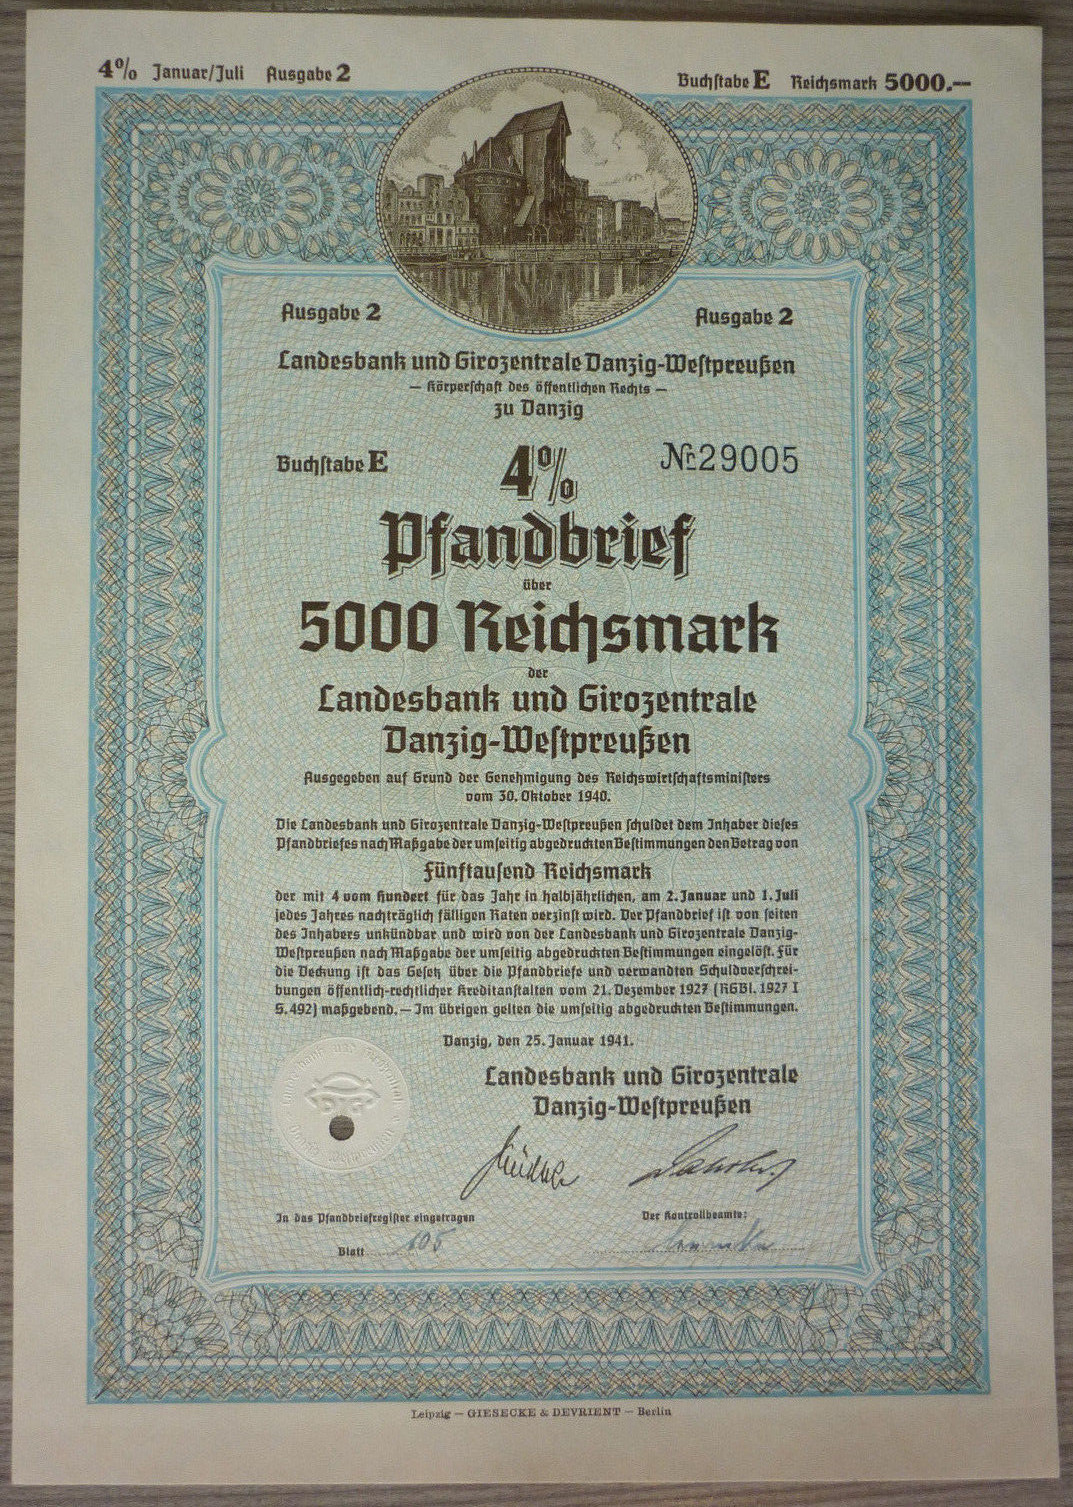 4% Januar/Juli Ausgabe 2
Buchſtabe E Reichsmark 5000.—
Ausgabe 2
Ausgabe 2
Landesbank und Girozentrale Danzig-Weſtpreußen
— Körperſchaft des öffentlichen Rechts —
zu Danzig
Buchſtabe E
4%
Nr. 29005
Pfandbrief
über
5000 Reichsmark
der
Landesbank und Girozentrale
Danzig-Weſtpreußen
Ausgegeben auf Grund der Genehmigung des Reichswirtſchaftsminiſters
vom 30. Oktober 1940.
Die Landesbank und Girozentrale Danzig-Weſtpreußen ſchuldet dem Inhaber dieſes
Pfandbriefes nach Maßgabe der umſeitig abgedruckten Beſtimmungen den Betrag von
Fünftauſend Reichsmark
der mit 4 vom Hundert für das Jahr in halbjährlichen, am 2. Januar und 1. Juli
jedes Jahres nachträglich fälligen Raten verzinſt wird. Der Pfandbrief iſt von ſeiten
des Inhabers unkündbar und wird von der Landesbank und Girozentrale Danzig-
Weſtpreußen nach Maßgabe der umſeitig abgedruckten Beſtimmungen eingelöſt. Für
die Deckung iſt das Geſetz über die Pfandbriefe und verwandten Schuldverſchrei-
bungen öffentlich-rechtlicher Kreditanſtalten vom 21. Dezember 1927 (RGBl. 1927 I
S. 492) maßgebend. — Im übrigen gelten die umſeitig abgedruckten Beſtimmungen.
Danzig, den 25. Januar 1941.
Landesbank und Girozentrale
Danzig-Weſtpreußen
In das Pfandbriefregiſter eingetragen
Der Kontrollbeamte:
Blatt 105
Leipzig — GIESECKE & DEVRIENT — Berlin